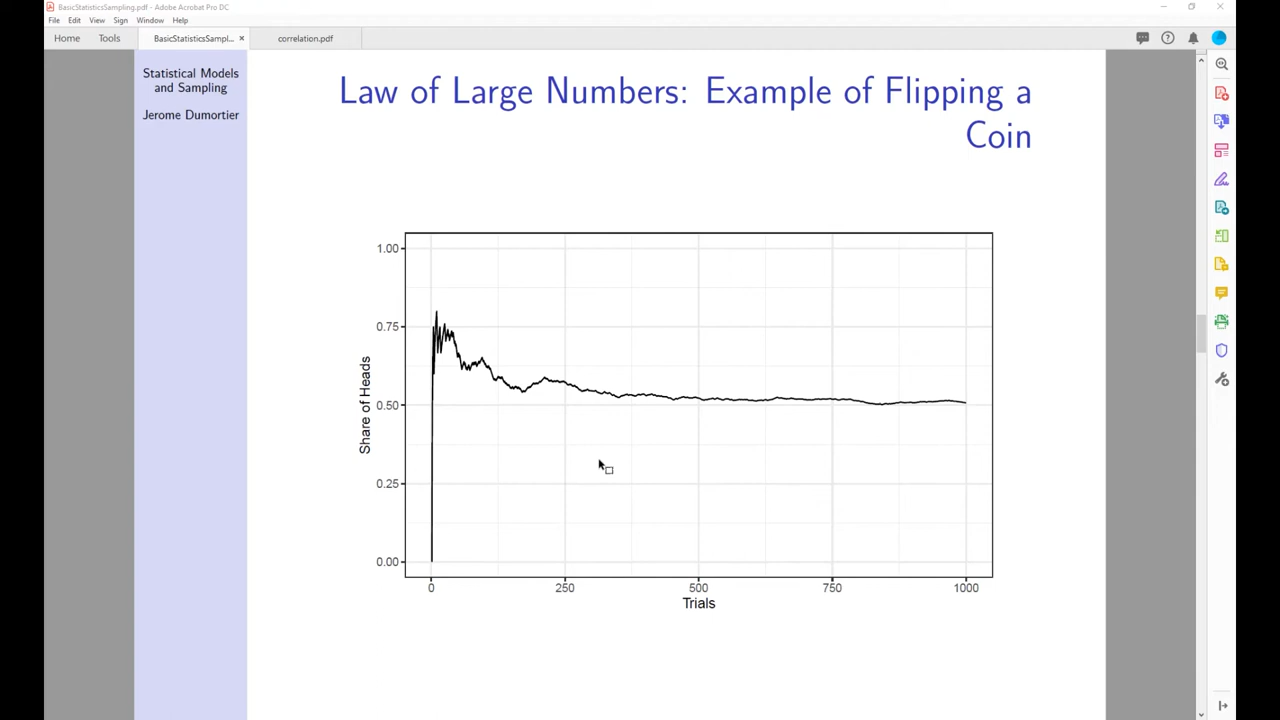 BasicStatisticsSampling.pdf - Adobe Acrobat Pro DC
File Edit View Sign Window Help
Home Tools BasicStatisticsSampl... × correlation.pdf
Statistical Models
and Sampling
Jerome Dumortier
Law of Large Numbers: Example of Flipping a
Coin
1.00
0.75
0.50
0.25
0.00
Share of Heads
0 250 500 750 1000
Trials